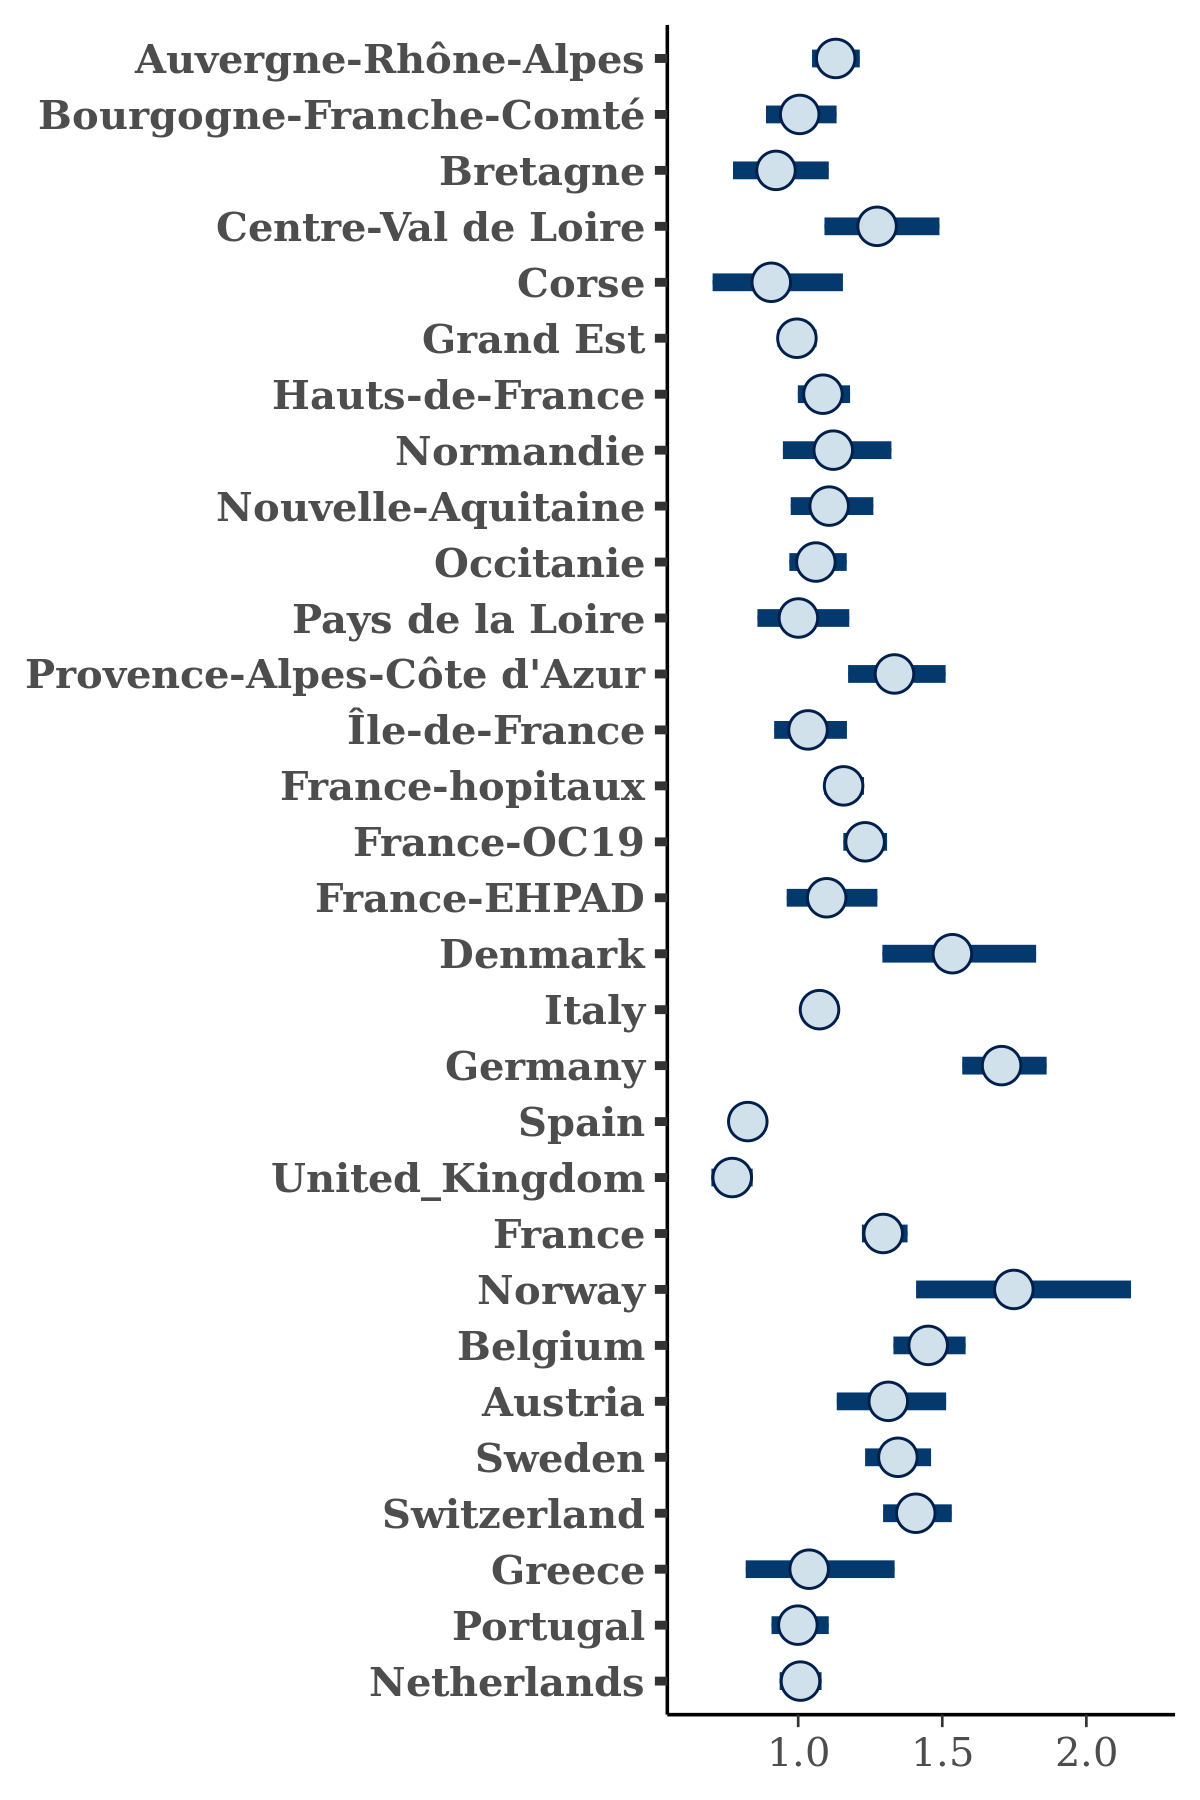 Auvergne-Rhône-Alpes
Bourgogne-Franche-Comté
Bretagne
Centre-Val de Loire
Corse
Grand Est
Hauts-de-France
Normandie
Nouvelle-Aquitaine
Occitanie
Pays de la Loire
Provence-Alpes-Côte d'Azur
Île-de-France
France-hopitaux
France-OC19
France-EHPAD
Denmark
Italy
Germany
Spain
United_Kingdom
France
Norway
Belgium
Austria
Sweden
Switzerland
Greece
Portugal
Netherlands
1.0 1.5 2.0